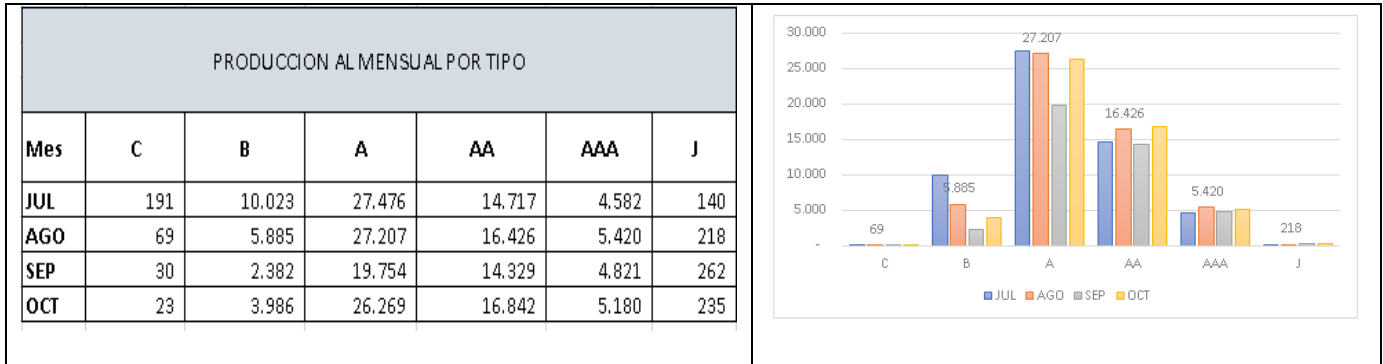 PRODUCCION AL MENSUAL POR TIPO
Mes C B A AA AAA J
JUL 191 10.023 27.476 14.717 4.582 140
AGO 69 5.885 27.207 16.426 5.420 218
SEP 30 2.382 19.754 14.329 4.821 262
OCT 23 3.986 26.269 16.842 5.180 235
30.000
25.000
20.000
15.000
10.000
5.000
-
69
5.885
27.207
16.426
5.420
218
C B A AA AAA J
JUL AGO SEP OCT